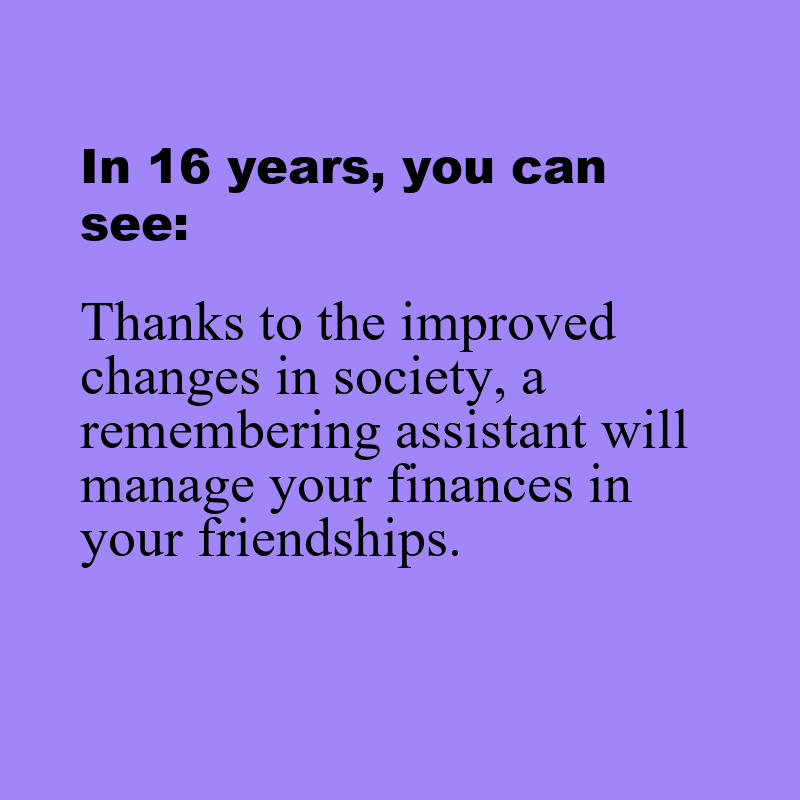 In 16 years, you can
see:
Thanks to the improved
changes in society, a
remembering assistant will
manage your finances in
your friendships.